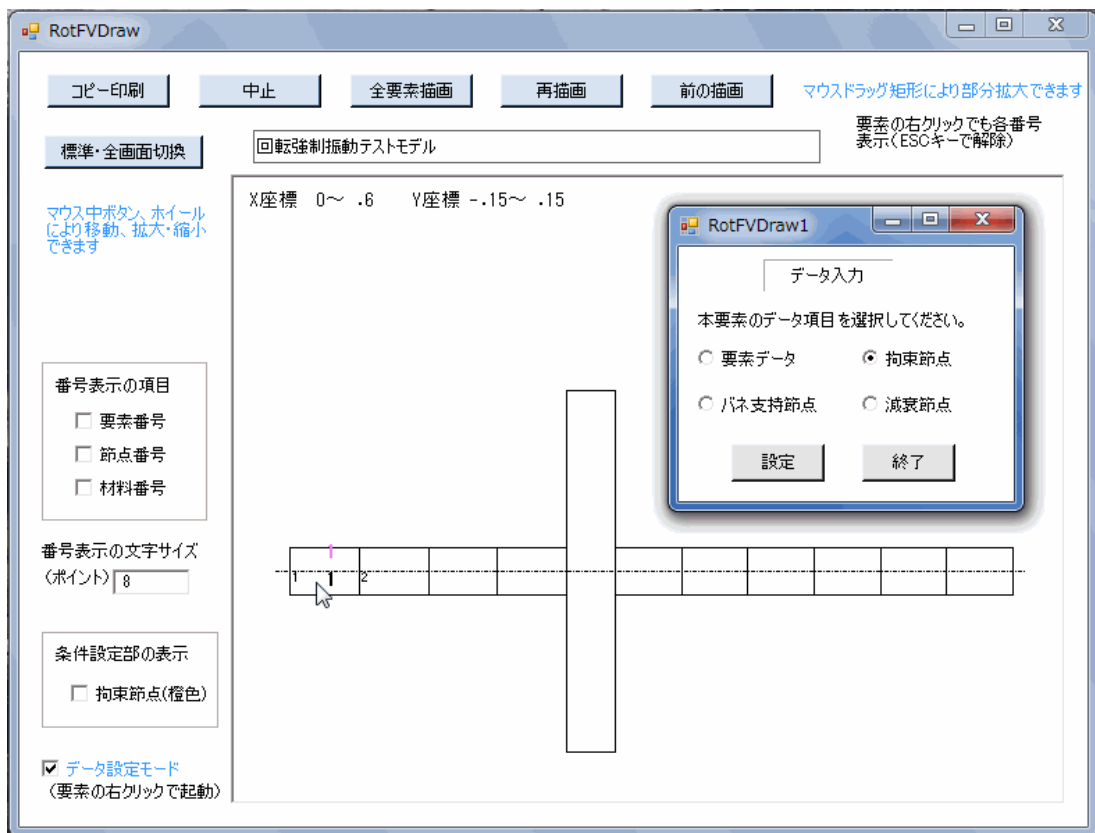 RotFVDraw
コピー印刷
中止
全要素描画
再描画
前の描画
マウスドラッグ矩形により部分拡大できます
標準・全画面切換
回転強制振動テストモデル
要素の右クリックでも各番号
表示(ESCキーで解除)
マウス中ボタン、ホイール
により移動、拡大・縮小
できます
X座標 0～ .6 Y座標 -.15～ .15
RotFVDraw1
データ入力
本要素のデータ項目を選択してください。
要素データ
拘束節点
バネ支持節点
減衰節点
設定
終了
番号表示の項目
要素番号
節点番号
材料番号
番号表示の文字サイズ
(ポイント) 8
1
1 1 2
条件設定部の表示
拘束節点(橙色)
データ設定モード
(要素の右クリックで起動)